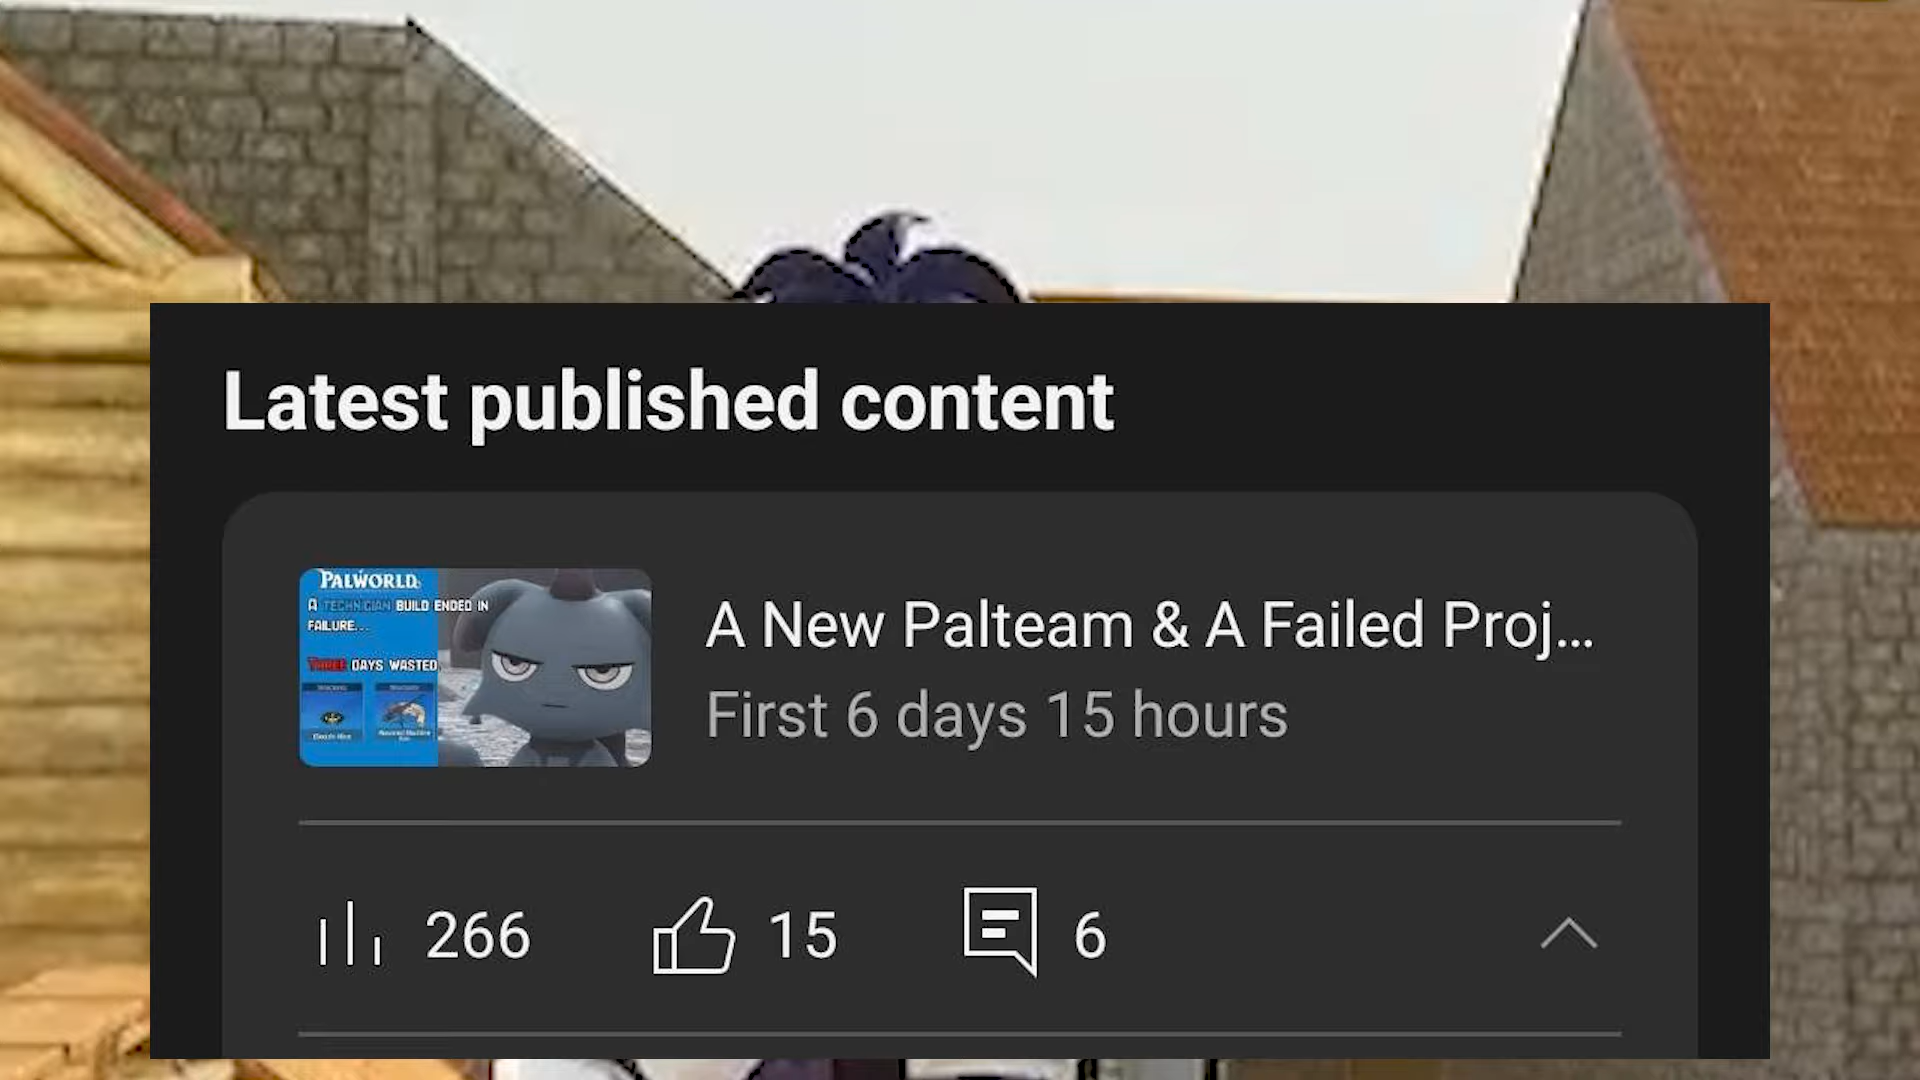 Latest published content
PALWORLD
A TECHNICIAN BUILD ENDED IN
FAILURE...
THREE DAYS WASTED
A New Palteam & A Failed Proj...
First 6 days 15 hours
266
15
6